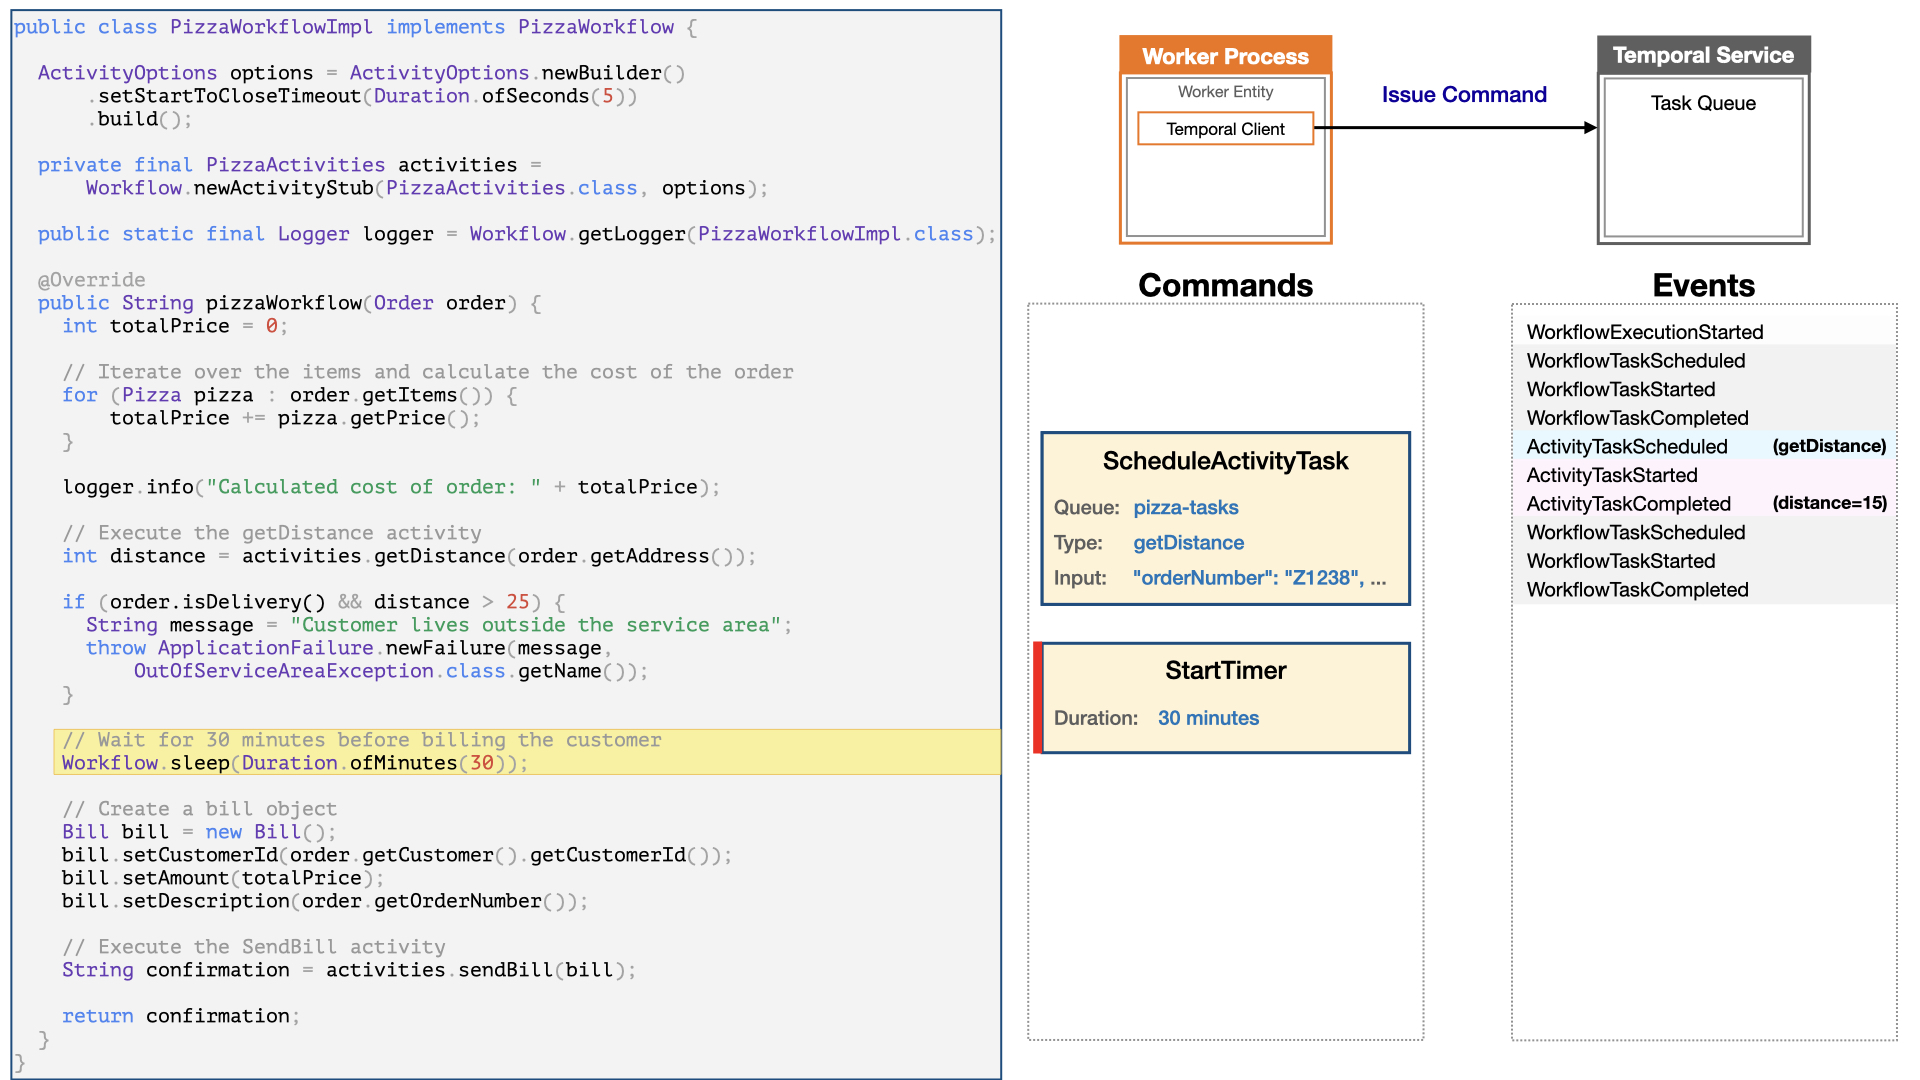 public class PizzaWorkflowImpl implements PizzaWorkflow {
ActivityOptions options = ActivityOptions.newBuilder()
.setStartToCloseTimeout(Duration.ofSeconds(5))
.build();
private final PizzaActivities activities =
Workflow.newActivityStub(PizzaActivities.class, options);
public static final Logger logger = Workflow.getLogger(PizzaWorkflowImpl.class);
@Override
public String pizzaWorkflow(Order order) {
int totalPrice = 0;
// Iterate over the items and calculate the cost of the order
for (Pizza pizza : order.getItems()) {
totalPrice += pizza.getPrice();
}
logger.info("Calculated cost of order: " + totalPrice);
// Execute the getDistance activity
int distance = activities.getDistance(order.getAddress());
if (order.isDelivery() && distance > 25) {
String message = "Customer lives outside the service area";
throw ApplicationFailure.newFailure(message,
OutOfServiceAreaException.class.getName());
}
// Wait for 30 minutes before billing the customer
Workflow.sleep(Duration.ofMinutes(30));
// Create a bill object
Bill bill = new Bill();
bill.setCustomerId(order.getCustomer().getCustomerId());
bill.setAmount(totalPrice);
bill.setDescription(order.getOrderNumber());
// Execute the SendBill activity
String confirmation = activities.sendBill(bill);
return confirmation;
}
}
Worker Process
Worker Entity
Temporal Client
Issue Command
Temporal Service
Task Queue
Commands
ScheduleActivityTask
Queue: pizza-tasks
Type: getDistance
Input: "orderNumber": "Z1238", ...
StartTimer
Duration: 30 minutes
Events
WorkflowExecutionStarted
WorkflowTaskScheduled
WorkflowTaskStarted
WorkflowTaskCompleted
ActivityTaskScheduled (getDistance)
ActivityTaskStarted
ActivityTaskCompleted (distance=15)
WorkflowTaskScheduled
WorkflowTaskStarted
WorkflowTaskCompleted